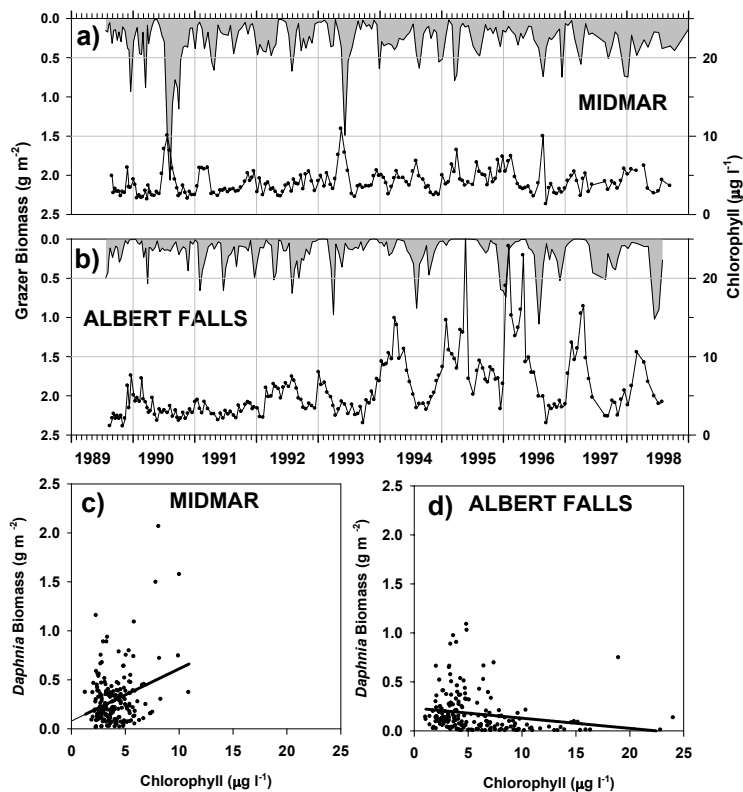 0.0
0.5
1.0
1.5
2.0
2.5
a)
MIDMAR
20
10
5
0
Grazer Biomass (g m -2)
Chlorophyll (µg l-1)
0.0
0.5
1.0
1.5
2.0
2.5
b)
ALBERT FALLS
25
20
15
10
5
0
1989 1990 1991 1992 1993 1994 1995 1996 1997 1998
c) MIDMAR
2.5
2.0
1.5
1.0
0.5
0.0
Daphnia Biomass (g m -2)
0 5 10 15 20 25
Chlorophyll (µg l-1)
d) ALBERT FALLS
2.5
2.0
1.5
1.0
0.5
0.0
Daphnia Biomass (g m -2)
0 5 10 15 20 25
Chlorophyll (µg l-1)